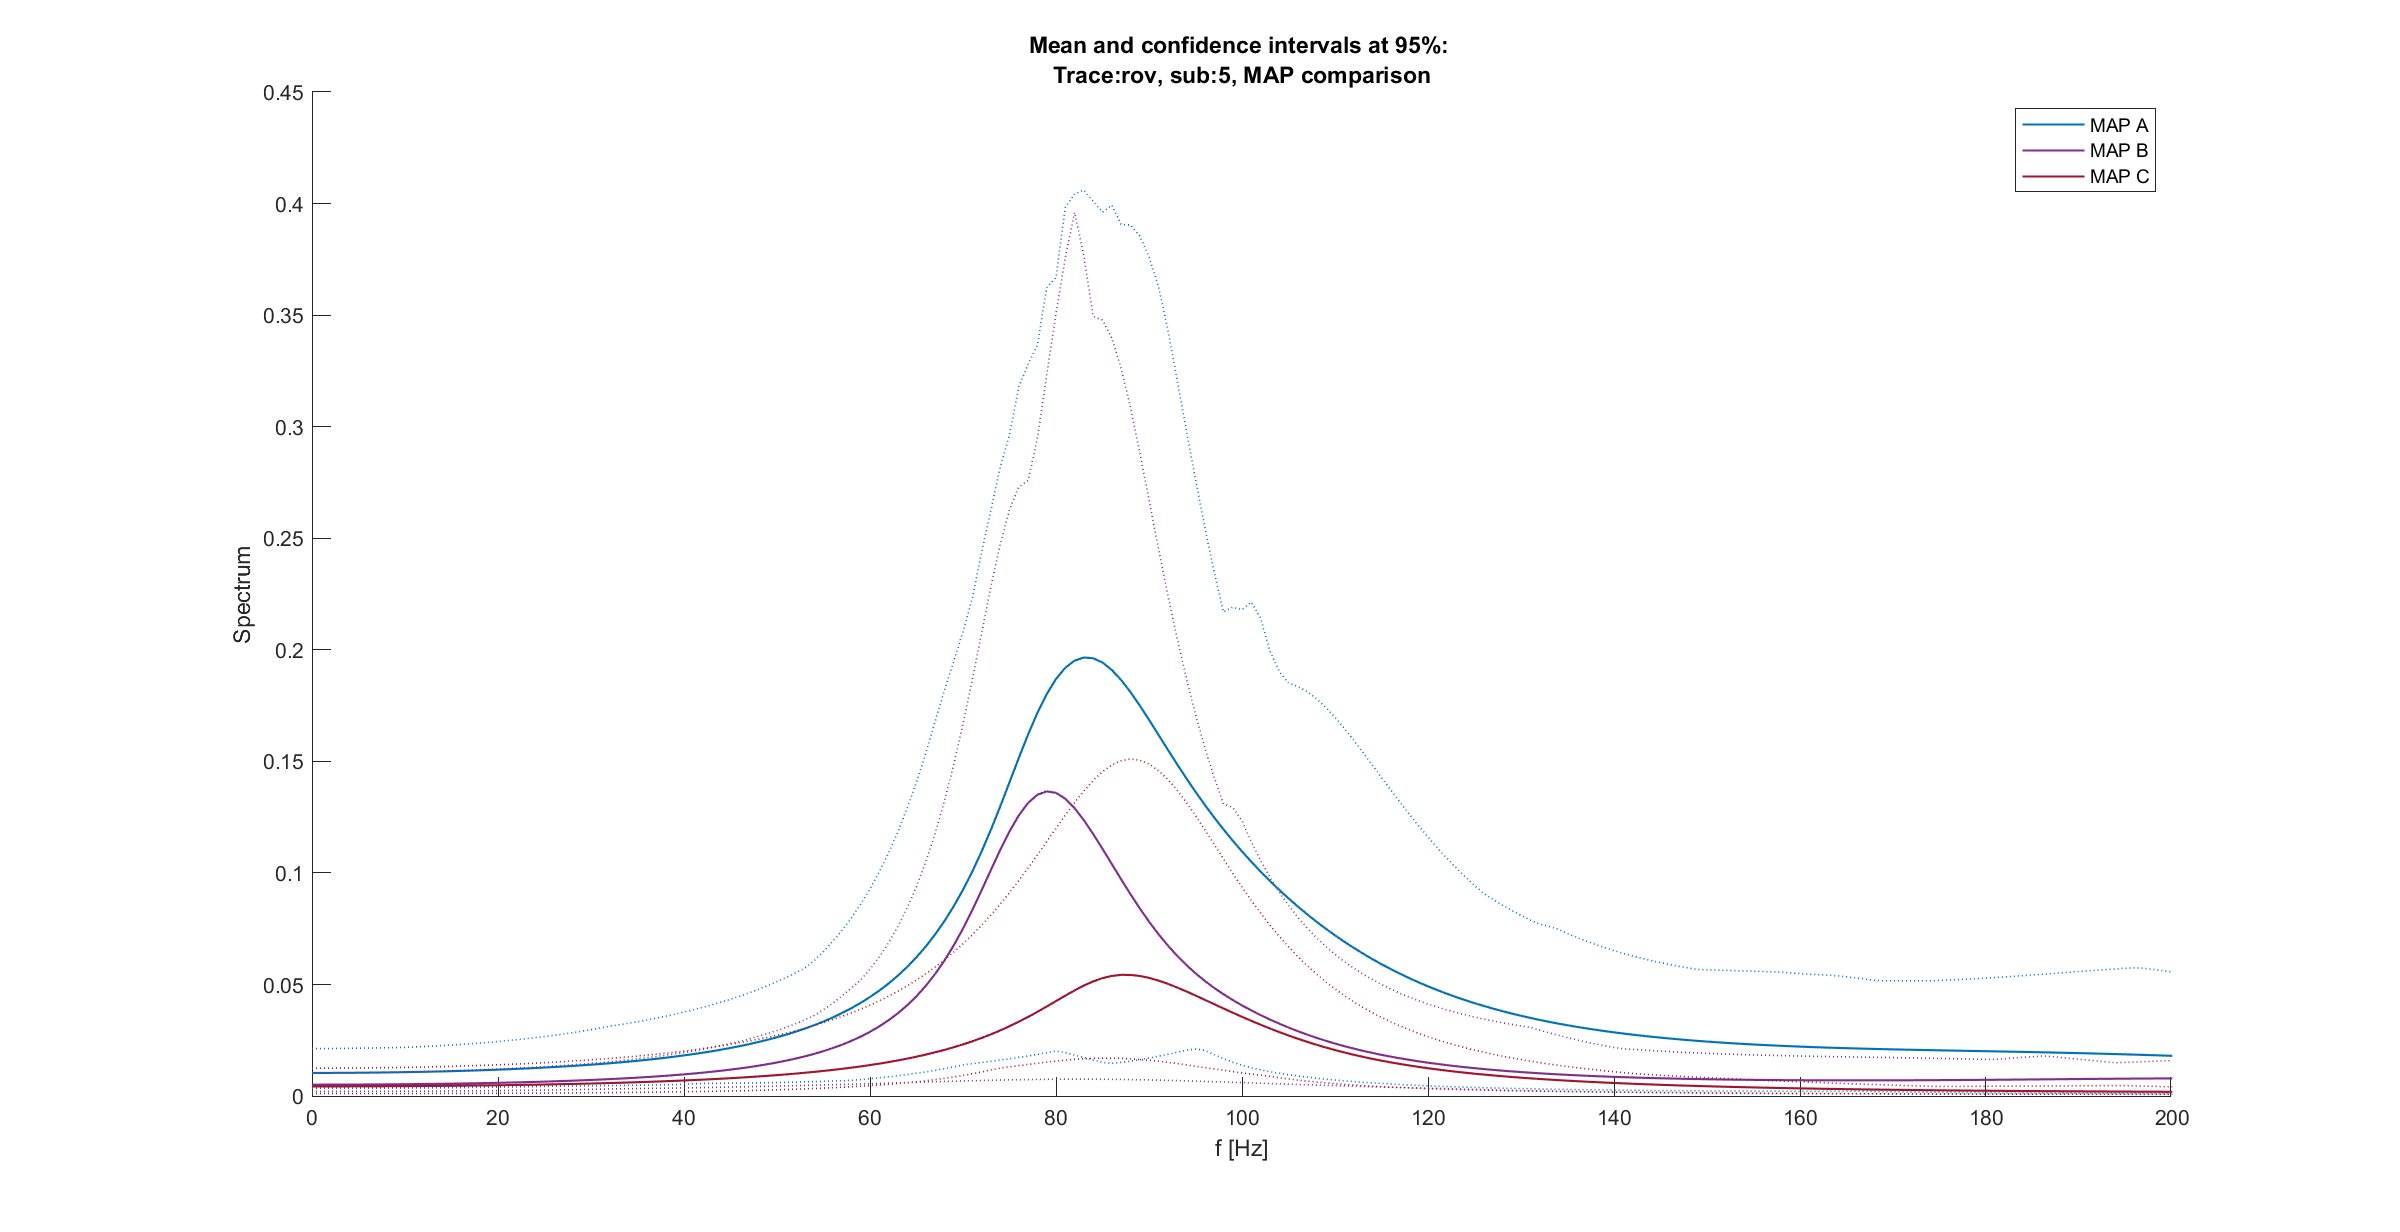 Mean and confidence intervals at 95%:
Trace:rov, sub:5, MAP comparison
0.45
0.4
0.35
0.3
0.25
0.2
0.15
0.1
0.05
0
Spectrum
MAP A
MAP B
MAP C
0 20 40 60 80 100 120 140 160 180 200
f [Hz]